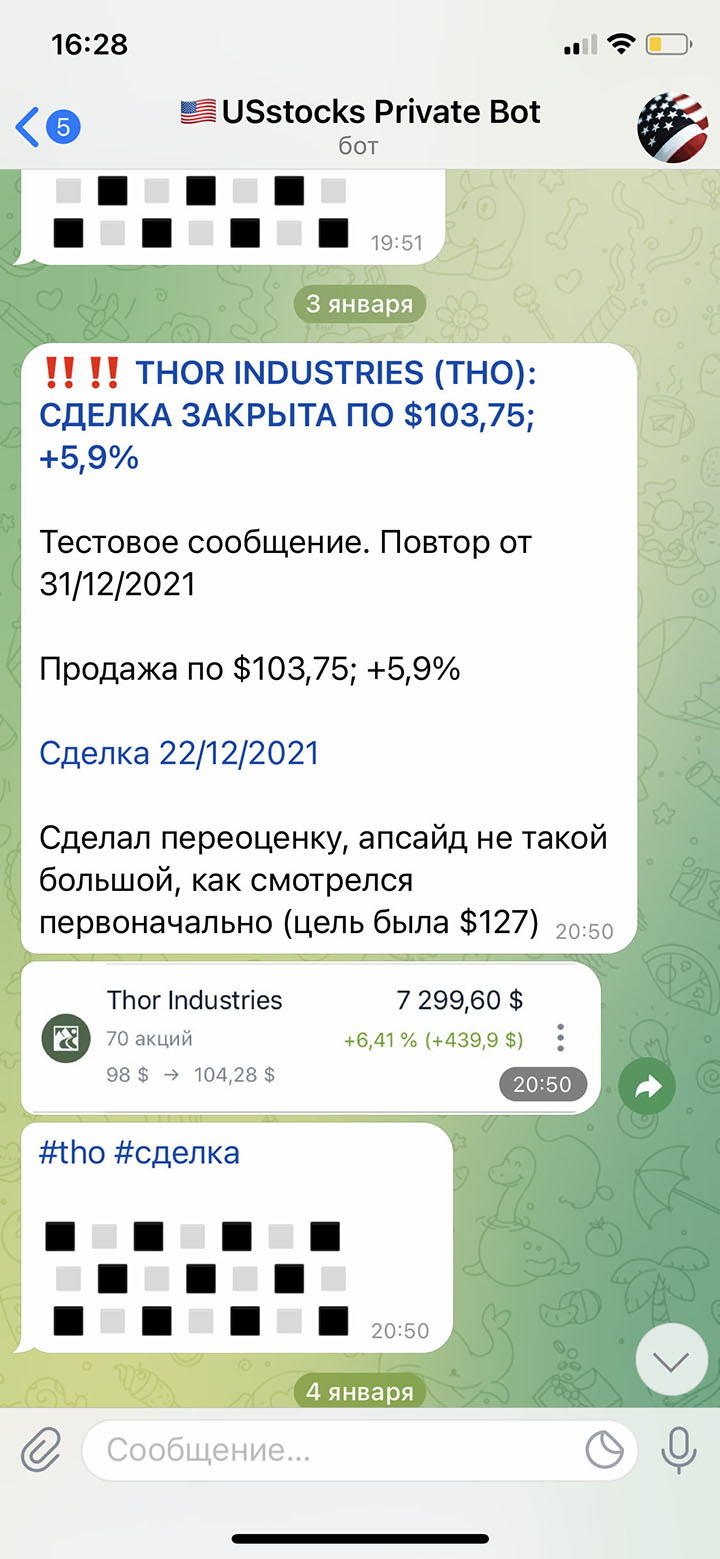 16:28
5
🇺🇸USstocks Private Bot
бот
19:51
3 января
‼️‼️ THOR INDUSTRIES (THO):
СДЕЛКА ЗАКРЫТА ПО $103,75;
+5,9%
Тестовое сообщение. Повтор от
31/12/2021
Продажа по $103,75; +5,9%
Сделка 22/12/2021
Сделал переоценку, апсайд не такой
большой, как смотрелся
первоначально (цель была $127) 20:50
Thor Industries 7 299,60 $
70 акций +6,41 % (+439,9 $)
98 $ → 104,28 $ 20:50
#tho #сделка
20:50
4 января
Сообщение...